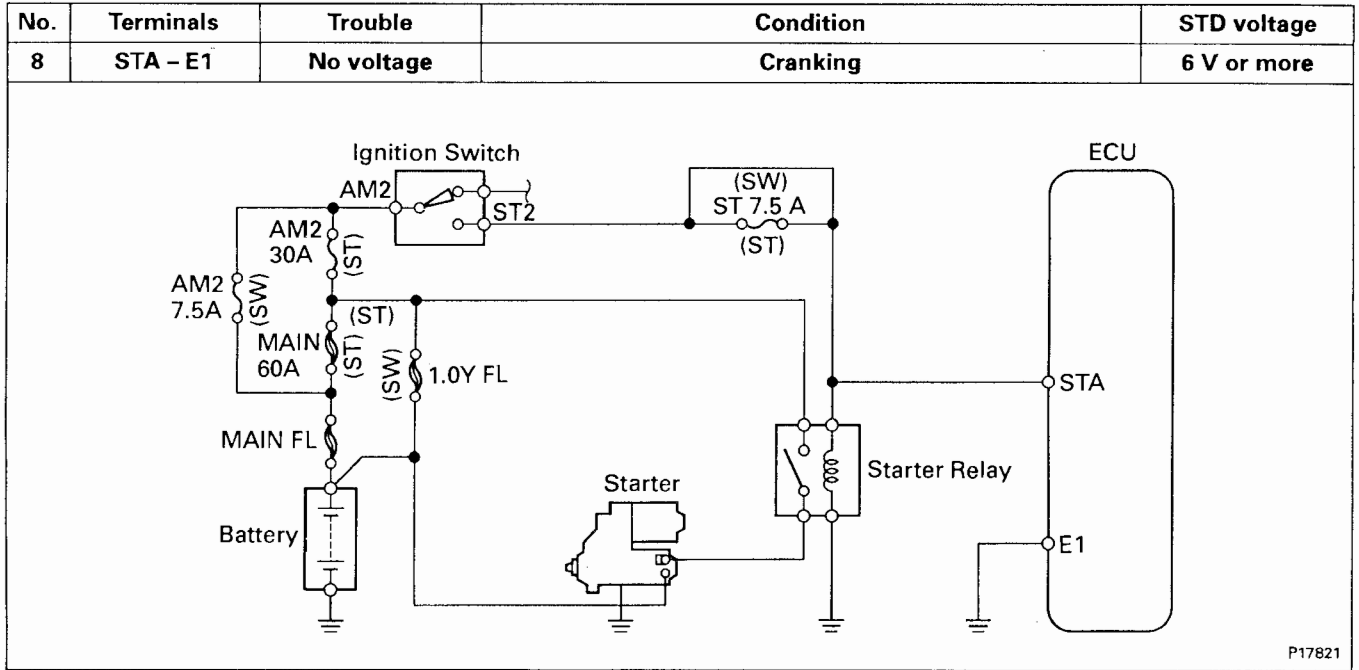 No. Terminals Trouble Condition STD voltage
8 STA – E1 No voltage Cranking 6 V or more
Ignition Switch
ECU
AM2
ST2
(SW)
ST 7.5 A
(ST)
AM2
30A
(ST)
AM2
7.5A
(SW)
(ST)
MAIN
60A
(ST)
(SW)
1.0Y FL
STA
MAIN FL
Starter Relay
Starter
Battery
E1
P17821